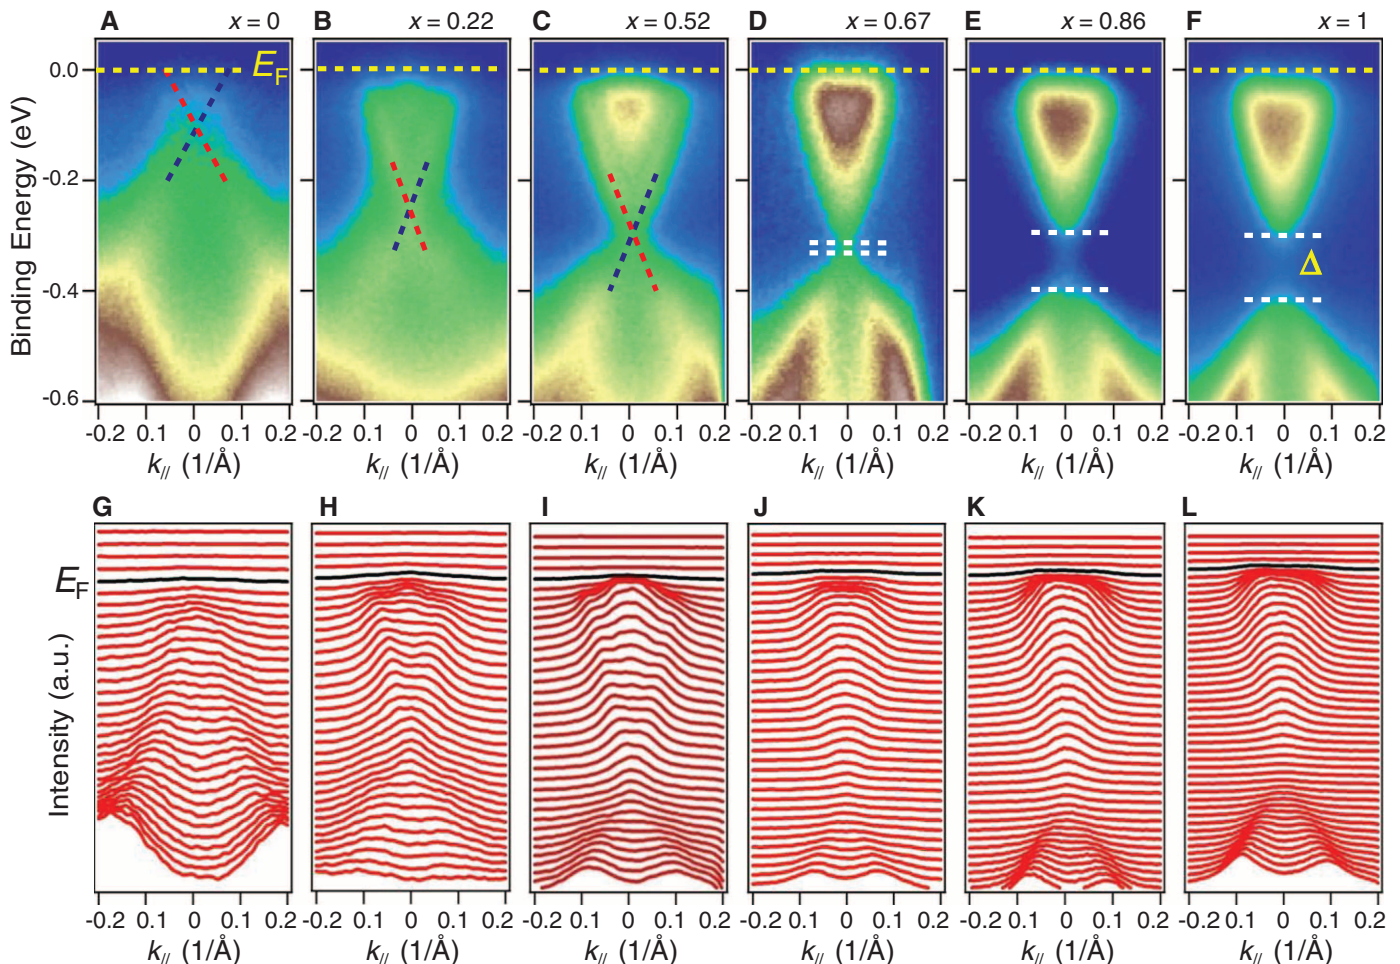 A x = 0 B x = 0.22 C x = 0.52 D x = 0.67 E x = 0.86 F x = 1
Binding Energy (eV)
0.0
-0.2
-0.4
-0.6
E_F
Δ
-0.2 0.1 0 0.1 0.2 -0.2 0.1 0 0.1 0.2 -0.2 0.1 0 0.1 0.2 -0.2 0.1 0 0.1 0.2 -0.2 0.1 0 0.1 0.2 -0.2 0.1 0 0.1 0.2
k_// (1/Å) k_// (1/Å) k_// (1/Å) k_// (1/Å) k_// (1/Å) k_// (1/Å)
G H I J K L
E_F
Intensity (a.u.)
-0.2 0.1 0 0.1 0.2 -0.2 0.1 0 0.1 0.2 -0.2 0.1 0 0.1 0.2 -0.2 0.1 0 0.1 0.2 -0.2 0.1 0 0.1 0.2 -0.2 0.1 0 0.1 0.2
k_// (1/Å) k_// (1/Å) k_// (1/Å) k_// (1/Å) k_// (1/Å) k_// (1/Å)